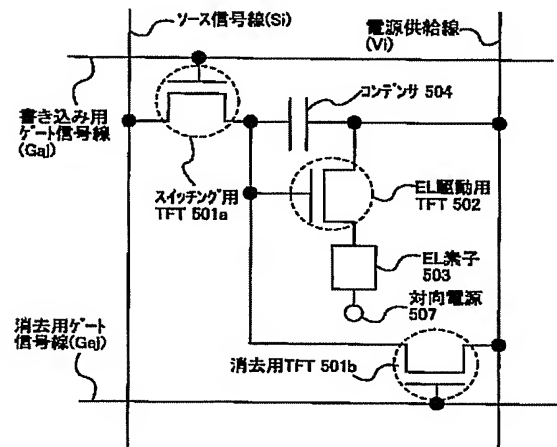 ソース信号線(Si)
電源供給線
(Vi)
書き込み用
ゲート信号線
(Gaj)
コンデンサ 504
スイッチング用
TFT 501a
EL駆動用
TFT 502
EL素子
503
対向電源
507
消去用ゲート
信号線(Gej)
消去用TFT 501b